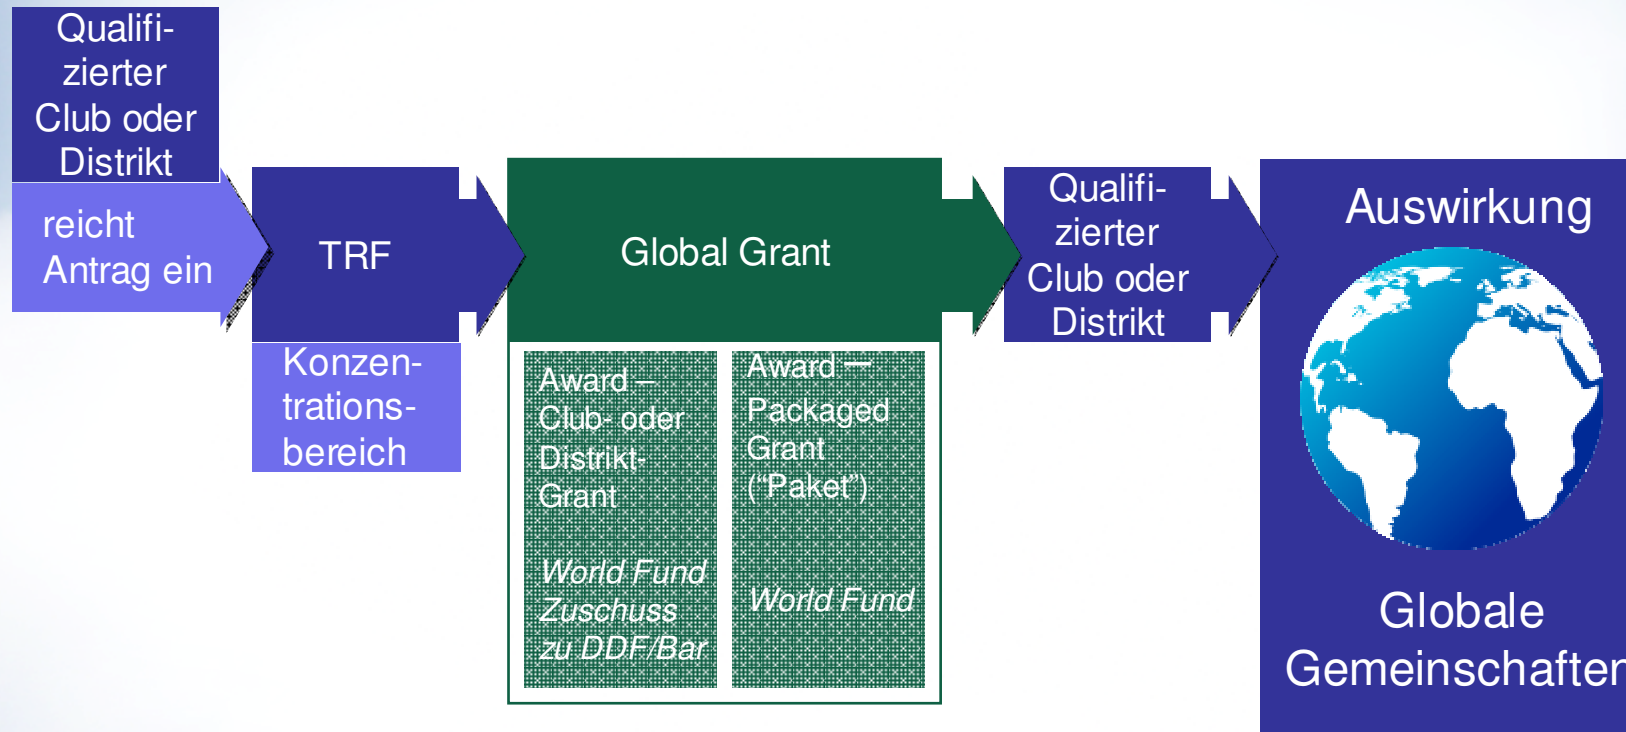 Qualifi-
zierter
Club oder
Distrikt
reicht
Antrag ein
TRF
Konzen-
trations-
bereich
Global Grant
Award –
Club- oder
Distrikt-
Grant
World Fund
Zuschuss
zu DDF/Bar
Award —
Packaged
Grant
(“Paket”)
World Fund
Qualifi-
zierter
Club oder
Distrikt
Auswirkung
Globale
Gemeinschaften